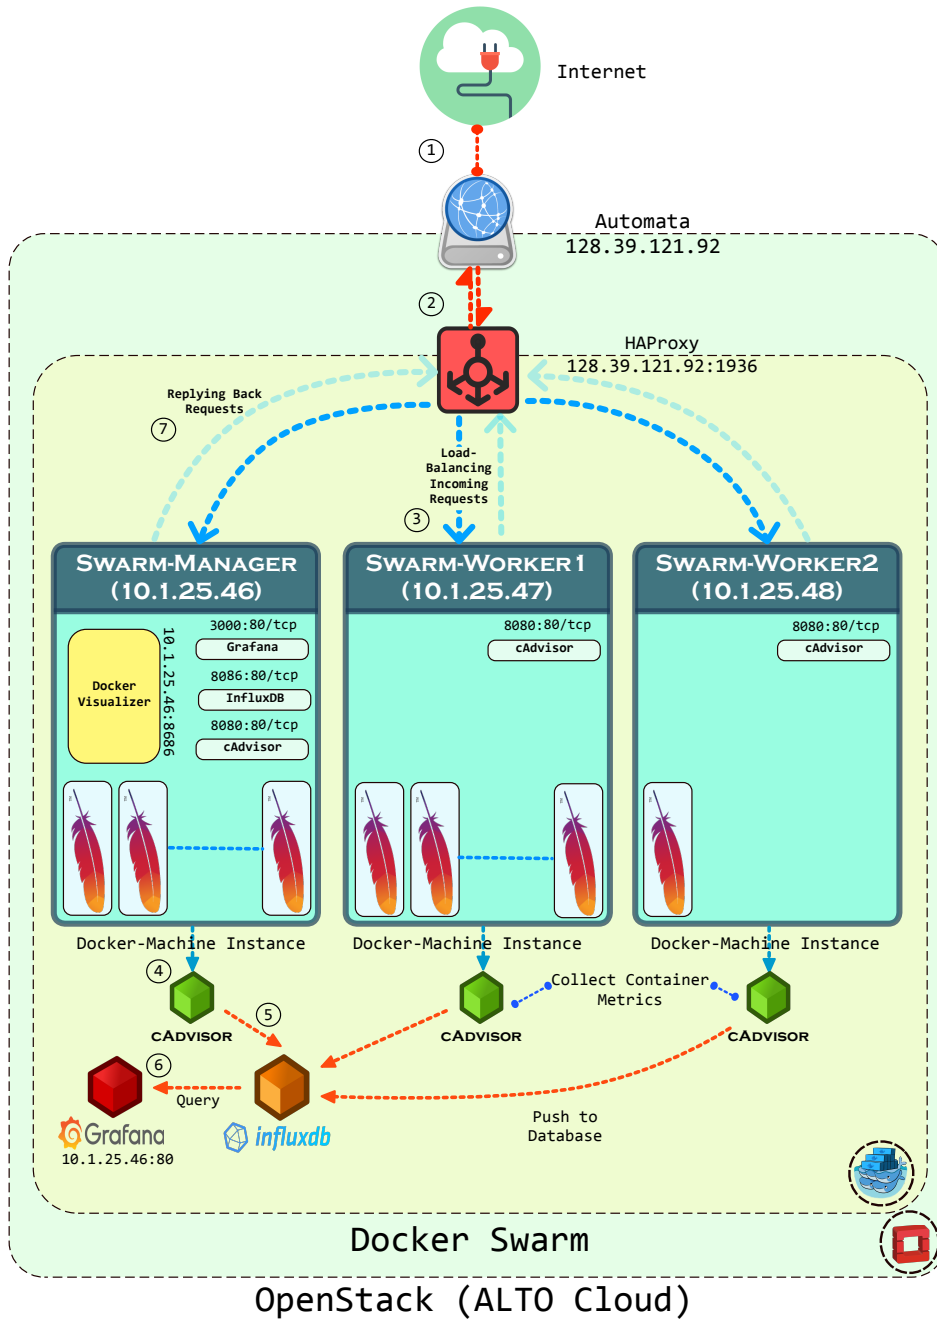 Internet
1
Automata
128.39.121.92
2
HAProxy
128.39.121.92:1936
Replying Back
Requests
7
Load-
Balancing
Incoming
Requests
3
SWARM-MANAGER
(10.1.25.46)
SWARM-WORKER1
(10.1.25.47)
SWARM-WORKER2
(10.1.25.48)
3000:80/tcp
Grafana
8086:80/tcp
InfluxDB
8080:80/tcp
cAdvisor
Docker
Visualizer
10.1.25.46:8686
8080:80/tcp
cAdvisor
8080:80/tcp
cAdvisor
Docker-Machine Instance
Docker-Machine Instance
Docker-Machine Instance
4
CADVISOR
5
CADVISOR
Collect Container
Metrics
CADVISOR
6
Query
Grafana
10.1.25.46:80
influxdb
Push to
Database
Docker Swarm
OpenStack (ALTO Cloud)